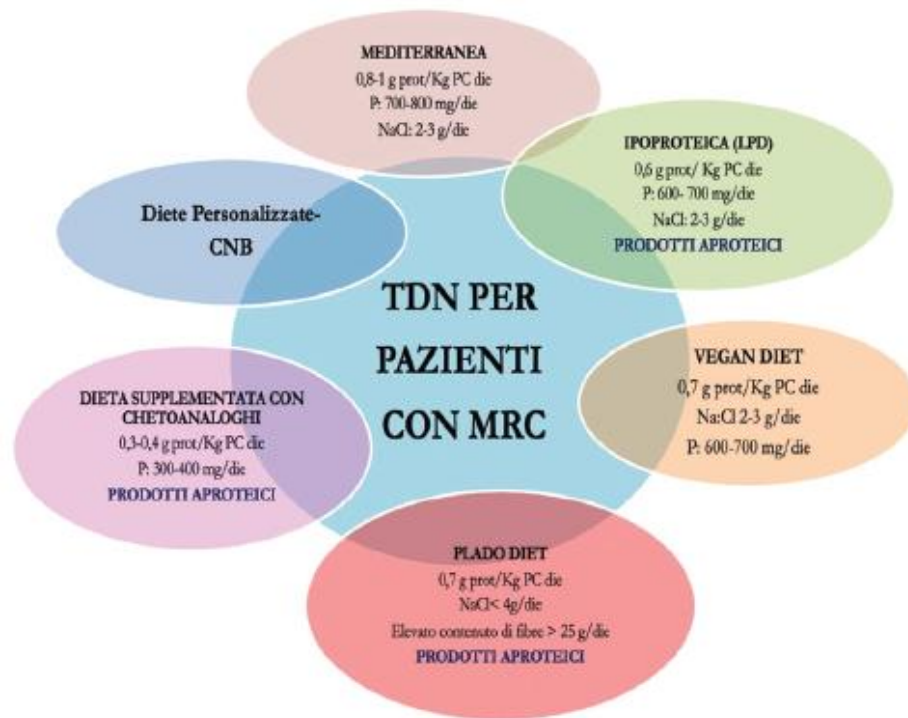 MEDITERRANEA
0,8-1 g prot/Kg PC die
P: 700-800 mg/die
NaCl: 2-3 g/die
IPOPROTEICA (LPD)
0,6 g prot/ Kg PC die
P: 600- 700 mg/die
NaCl: 2-3 g/die
PRODOTTI APROTEICI
Diete Personalizzate-
CNB
TDN PER
PAZIENTI
CON MRC
VEGAN DIET
0,7 g prot/Kg PC die
Na:Cl 2-3 g/die
P: 600-700 mg/die
DIETA SUPPLEMENTATA CON
CHETOANALOGHI
0,3-0,4 g prot/Kg PC die
P: 300-400 mg/die
PRODOTTI APROTEICI
PLADO DIET
0,7 g prot/Kg PC die
NaCl< 4g/die
Elevato contenuto di fibre > 25 g/die
PRODOTTI APROTEICI